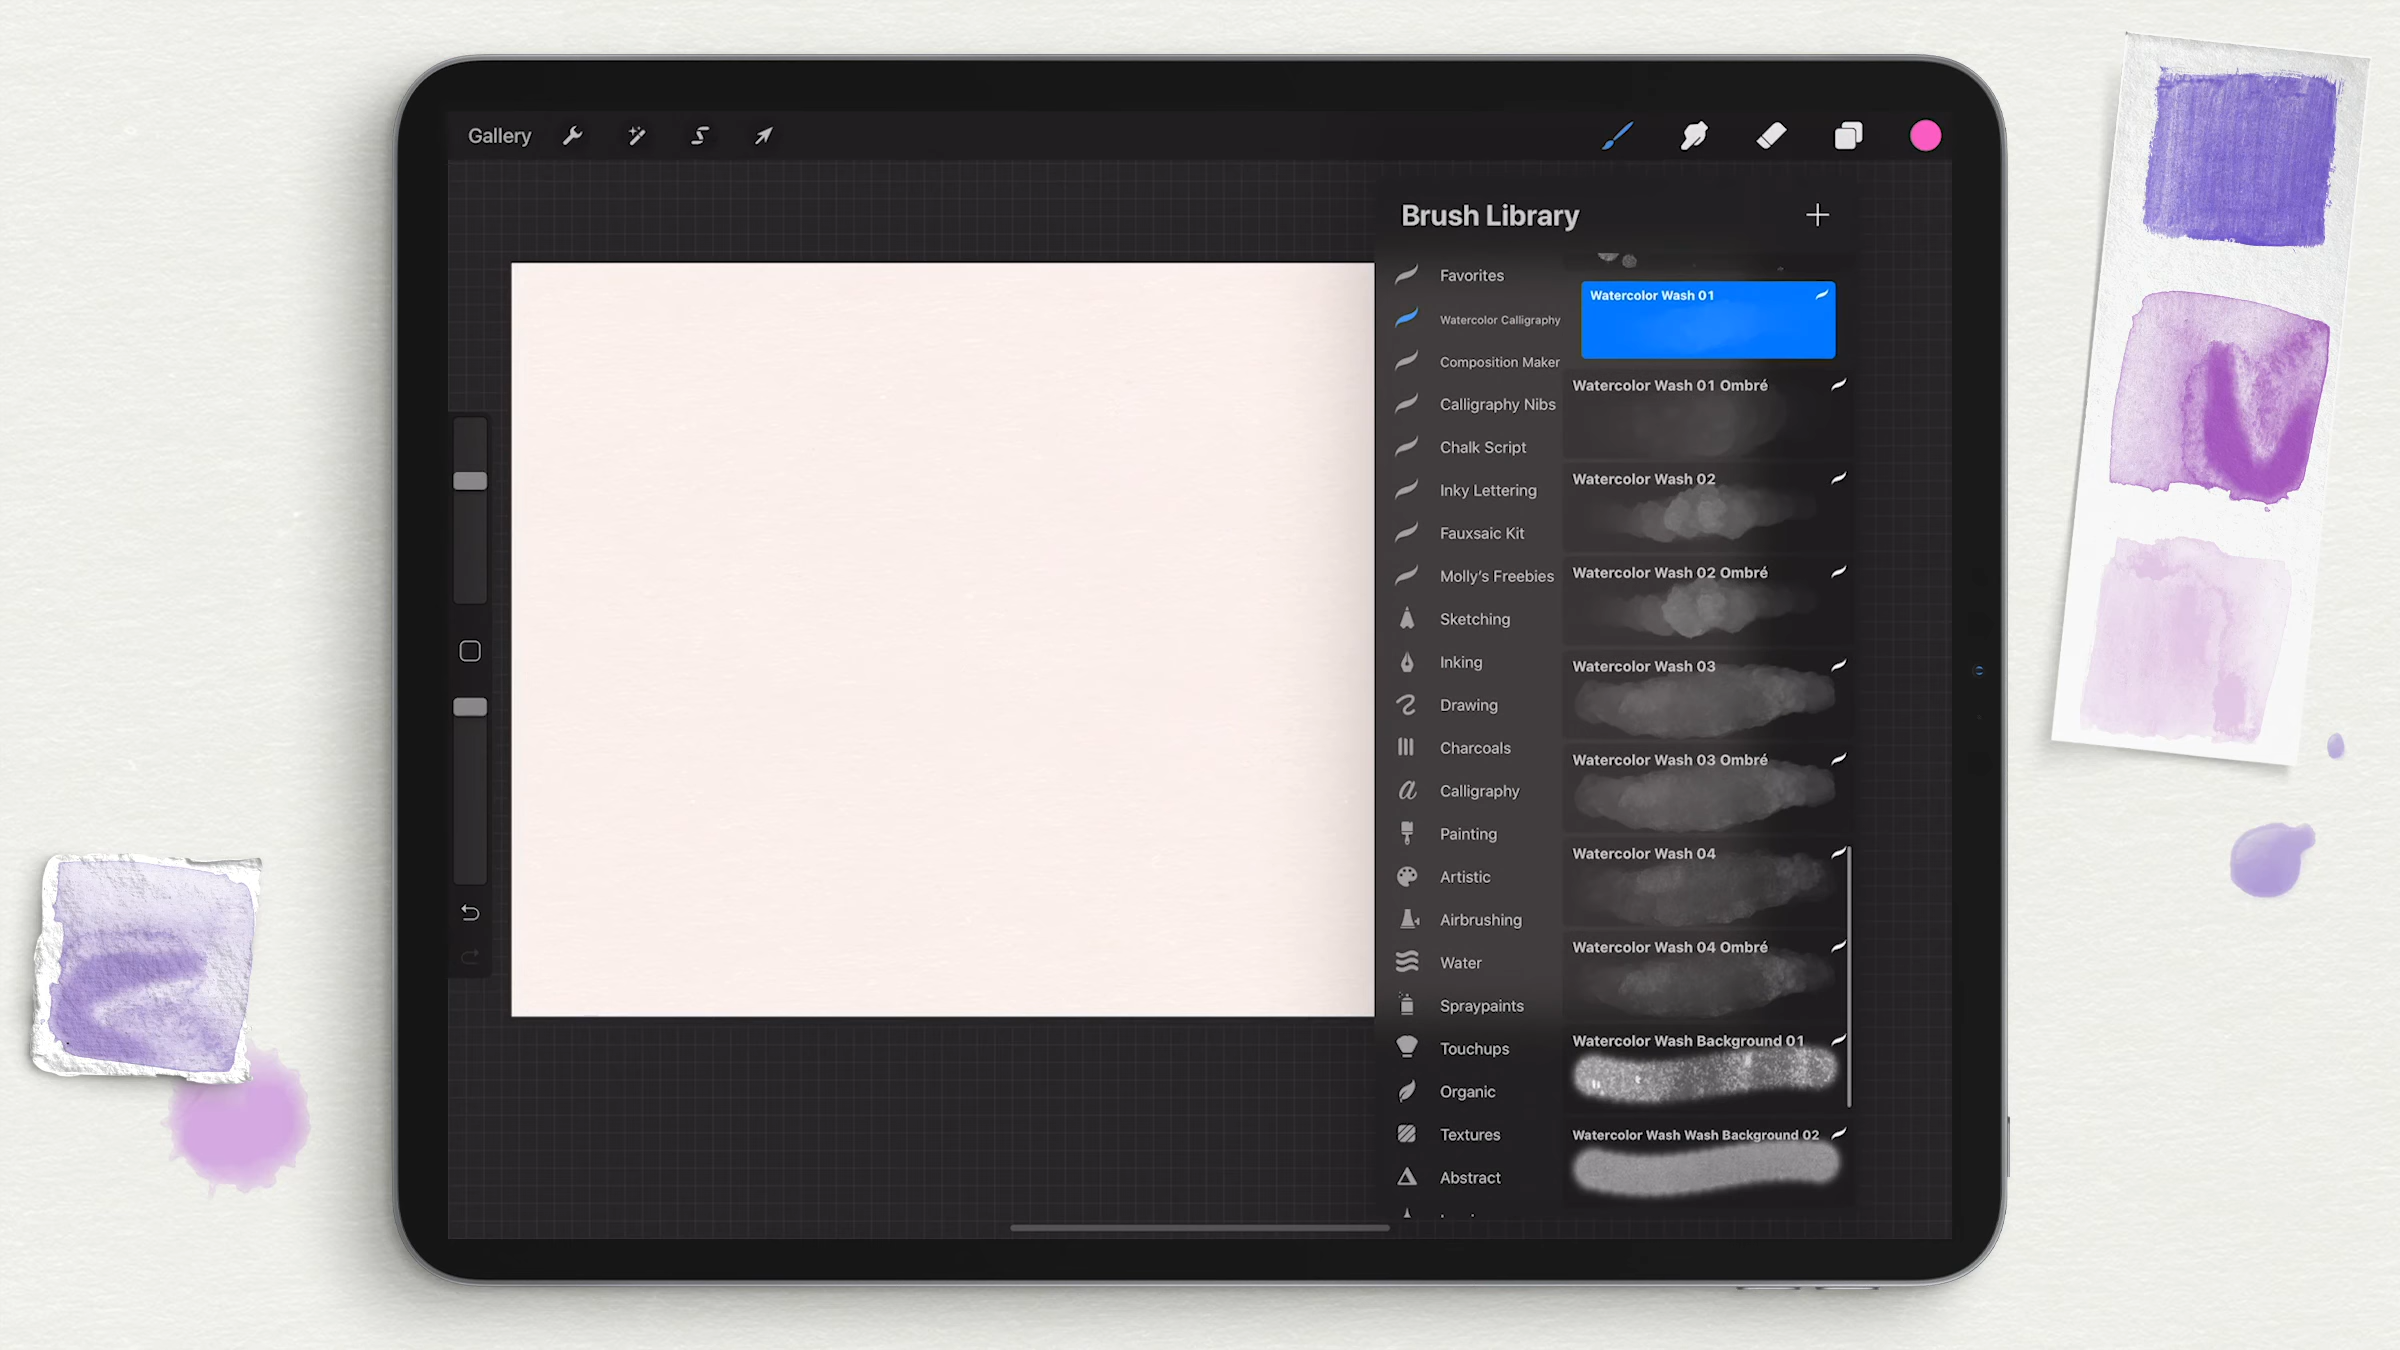 Gallery
Brush Library
Favorites
Watercolor Calligraphy
Composition Maker
Calligraphy Nibs
Chalk Script
Inky Lettering
Fauxsaic Kit
Molly's Freebies
Sketching
Inking
Drawing
Charcoals
Calligraphy
Painting
Artistic
Airbrushing
Water
Spraypaints
Touchups
Organic
Textures
Abstract
Watercolor Wash 01
Watercolor Wash 01 Ombré
Watercolor Wash 02
Watercolor Wash 02 Ombré
Watercolor Wash 03
Watercolor Wash 03 Ombré
Watercolor Wash 04
Watercolor Wash 04 Ombré
Watercolor Wash Background 01
Watercolor Wash Wash Background 02